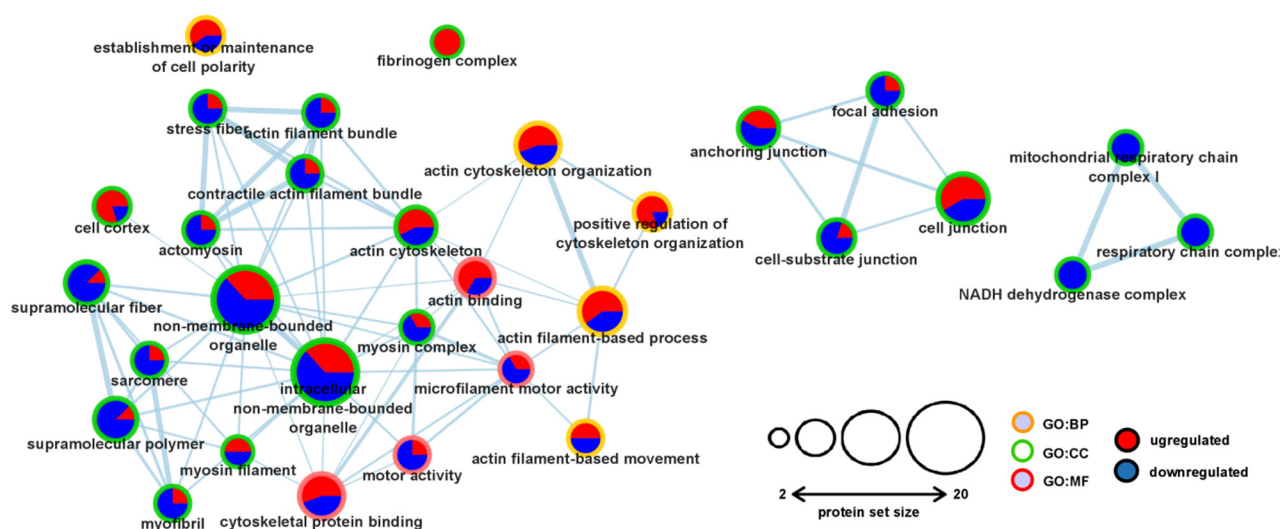 establishment or maintenance
of cell polarity
fibrinogen complex
stress fiber
actin filament bundle
contractile actin filament bundle
cell cortex
actomyosin
actin cytoskeleton
actin cytoskeleton organization
positive regulation of
cytoskeleton organization
supramolecular fiber
non-membrane-bounded
organelle
actin binding
actin filament-based process
myosin complex
sarcomere
intracellular
non-membrane-bounded
organelle
microfilament motor activity
supramolecular polymer
myosin filament
motor activity
actin filament-based movement
myofibril
cytoskeletal protein binding
focal adhesion
anchoring junction
cell junction
cell-substrate junction
mitochondrial respiratory chain
complex I
respiratory chain complex
NADH dehydrogenase complex
2
20
protein set size
GO:BP
GO:CC
GO:MF
ugregulated
downregulated